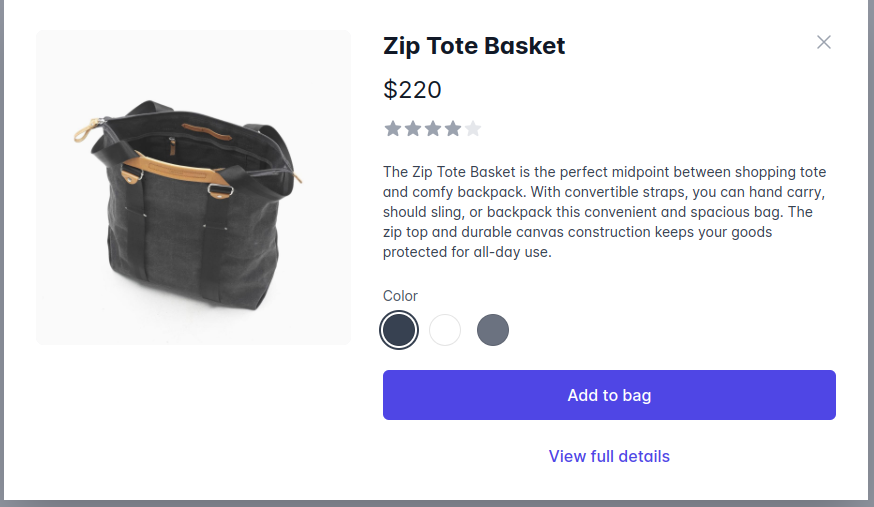 Zip Tote Basket
$220
The Zip Tote Basket is the perfect midpoint between shopping tote
and comfy backpack. With convertible straps, you can hand carry,
should sling, or backpack this convenient and spacious bag. The
zip top and durable canvas construction keeps your goods
protected for all-day use.
Color
Add to bag
View full details